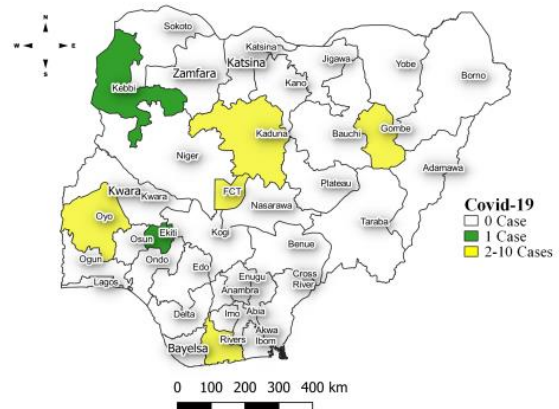 N
W E
S
Sokoto
Katsina
Katsina
Jigawa
Yobe
Borno
Zamfara
Kano
Kebbi
Kaduna
Bauchi
Gombe
Niger
Adamawa
FCT
Plateau
Kwara
Kwara
Nasarawa
Taraba
Oyo
Kogi
Osun
Ekiti
Benue
Ogun
Ondo
Edo
Lagos
Enugu
Cross
River
Anambra
Delta
Imo
Abia
Bayelsa
Rivers
Akwa
Ibom
Covid-19
0 Case
1 Case
2-10 Cases
0 100 200 300 400 km